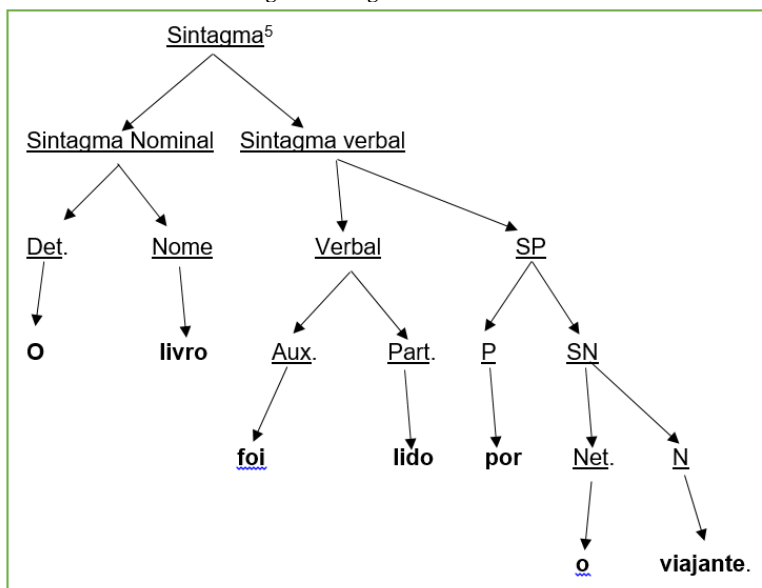 Sintagma⁵
Sintagma Nominal Sintagma verbal
Det. Nome Verbal SP
O livro Aux. Part. P SN
foi lido por Net. N
o viajante.